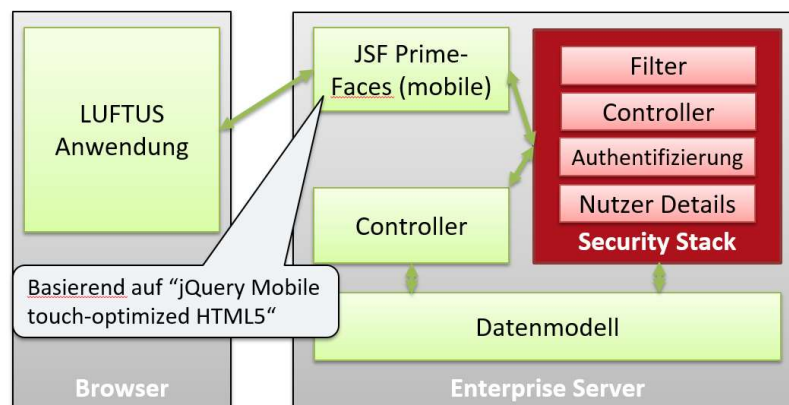 LUFTUS
Anwendung
JSF Prime-
Faces (mobile)
Filter
Controller
Authentifizierung
Nutzer Details
Security Stack
Controller
Basierend auf “jQuery Mobile
touch-optimized HTML5“
Datenmodell
Browser
Enterprise Server